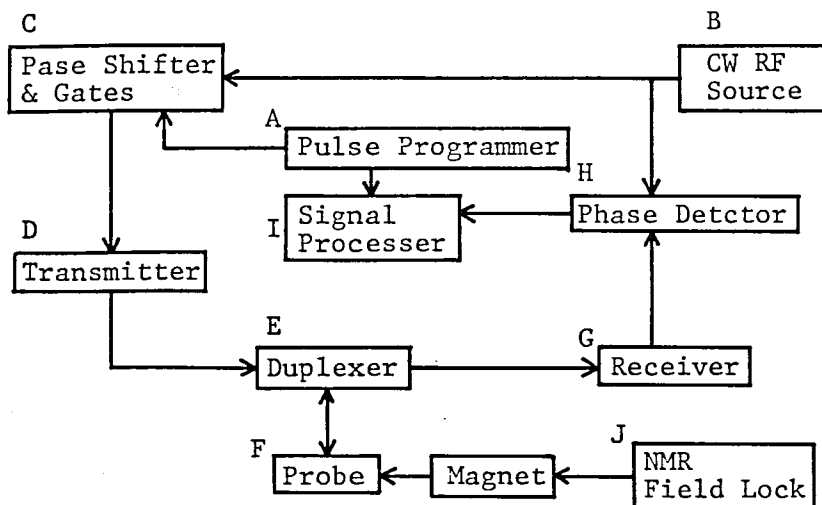 C
Pase Shifter
& Gates
B
CW RF
Source
A
Pulse Programmer
H
Phase Detctor
I
Signal
Processer
D
Transmitter
E
Duplexer
G
Receiver
F
Probe
Magnet
J
NMR
Field Lock